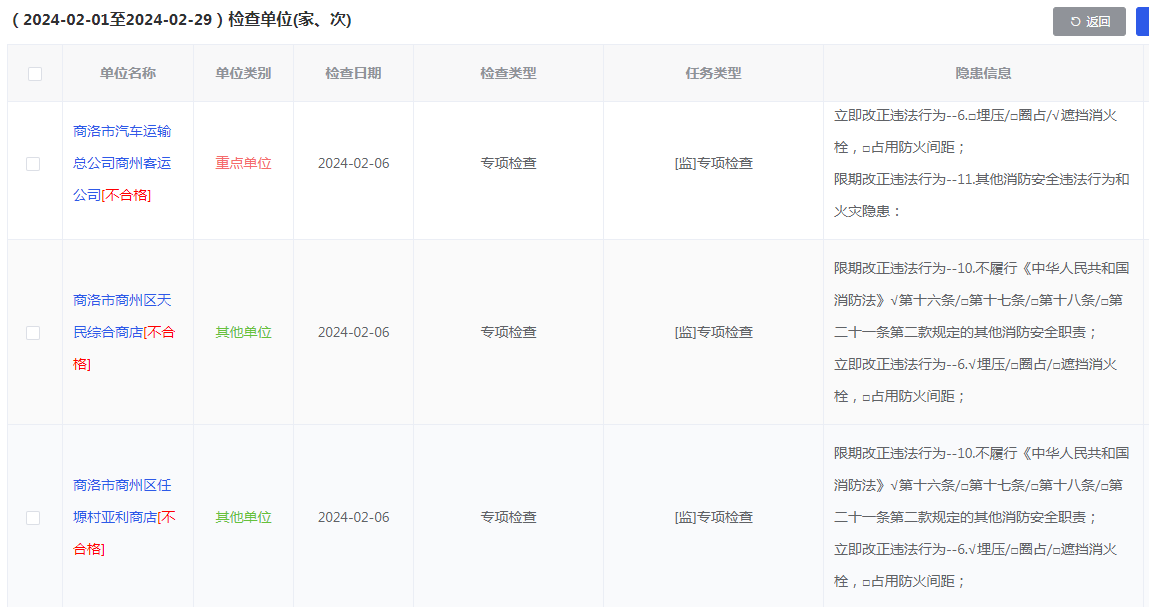 （2024-02-01至2024-02-29）检查单位(家、次)
返回
单位名称 单位类别 检查日期 检查类型 任务类型 隐患信息
商洛市汽车运输
总公司商州客运
公司[不合格]
重点单位
2024-02-06
专项检查
[监]专项检查
立即改正违法行为--6.□埋压/□圈占/√遮挡消火
栓，□占用防火间距；
限期改正违法行为--11.其他消防安全违法行为和
火灾隐患：
商洛市商州区天
民综合商店[不合
格]
其他单位
2024-02-06
专项检查
[监]专项检查
限期改正违法行为--10.不履行《中华人民共和国
消防法》√第十六条/□第十七条/□第十八条/□第
二十一条第二款规定的其他消防安全职责；
立即改正违法行为--6.√埋压/□圈占/□遮挡消火
栓，□占用防火间距；
商洛市商州区任
塬村亚利商店[不
合格]
其他单位
2024-02-06
专项检查
[监]专项检查
限期改正违法行为--10.不履行《中华人民共和国
消防法》√第十六条/□第十七条/□第十八条/□第
二十一条第二款规定的其他消防安全职责；
立即改正违法行为--6.√埋压/□圈占/□遮挡消火
栓，□占用防火间距；